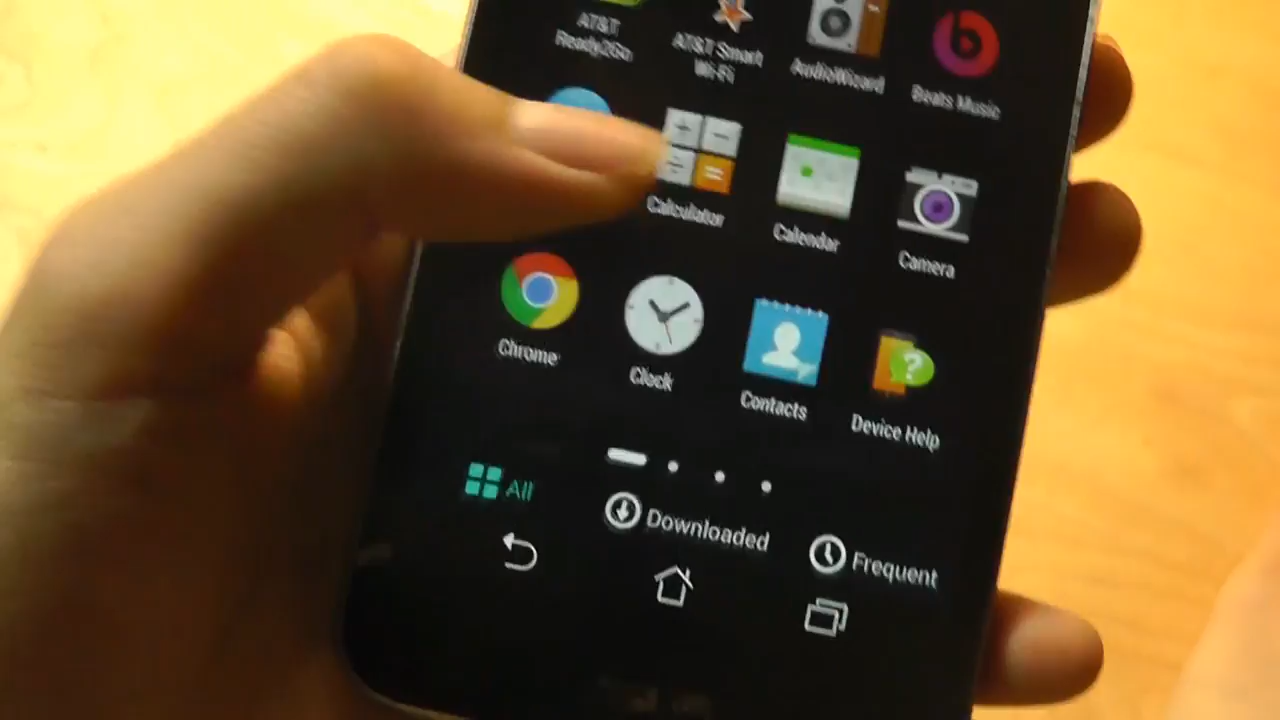 AT&T
Ready2Go
AT&T Smart
Wi-Fi
AudioWizard
Beats Music
Calculator
Calendar
Camera
Chrome
Clock
Contacts
Device Help
All
Downloaded
Frequent